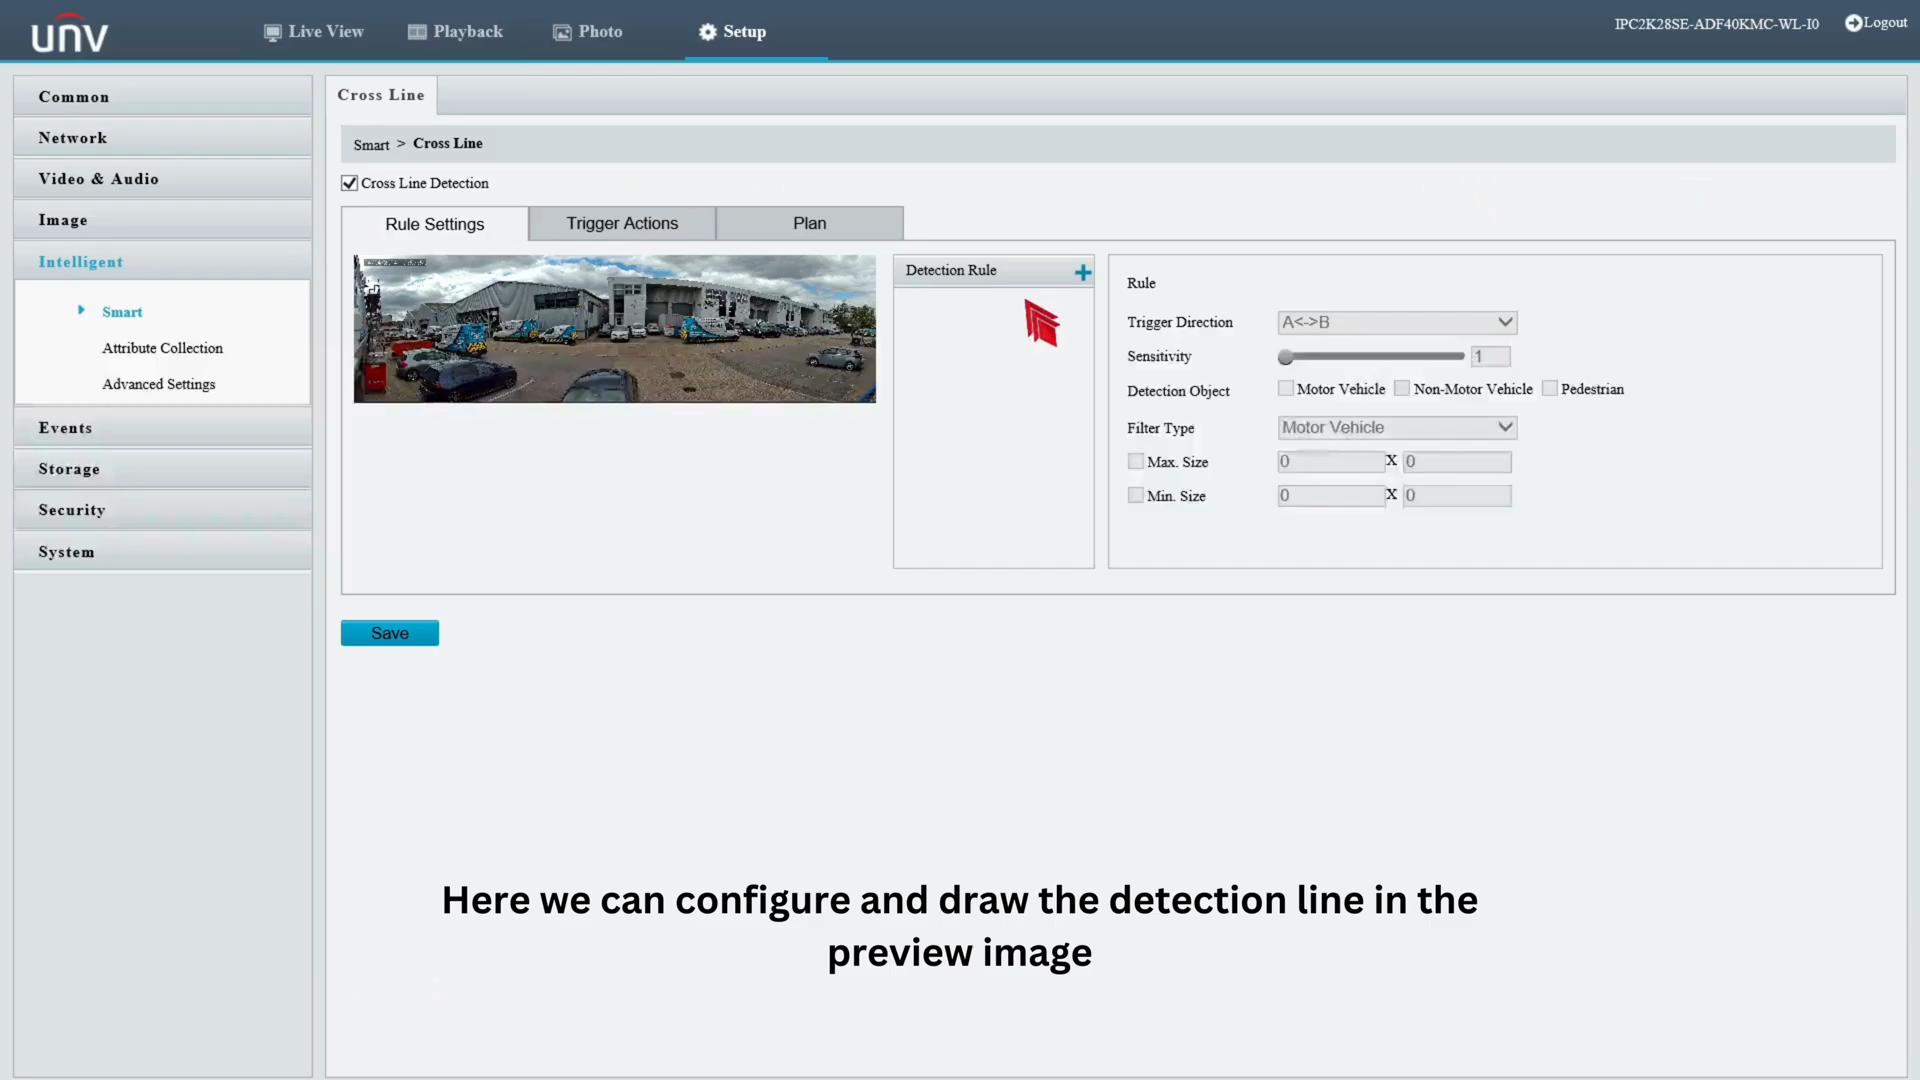 unv
Live View
Playback
Photo
Setup
IPC2K28SE-ADF40KMC-WL-I0
Logout
Common
Network
Video & Audio
Image
Intelligent
Smart
Attribute Collection
Advanced Settings
Events
Storage
Security
System
Cross Line
Smart > Cross Line
Cross Line Detection
Rule Settings
Trigger Actions
Plan
Detection Rule
Rule
Trigger Direction A<->B
Sensitivity 1
Detection Object Motor Vehicle Non-Motor Vehicle Pedestrian
Filter Type Motor Vehicle
Max. Size 0 X 0
Min. Size 0 X 0
Save
Here we can configure and draw the detection line in the
preview image